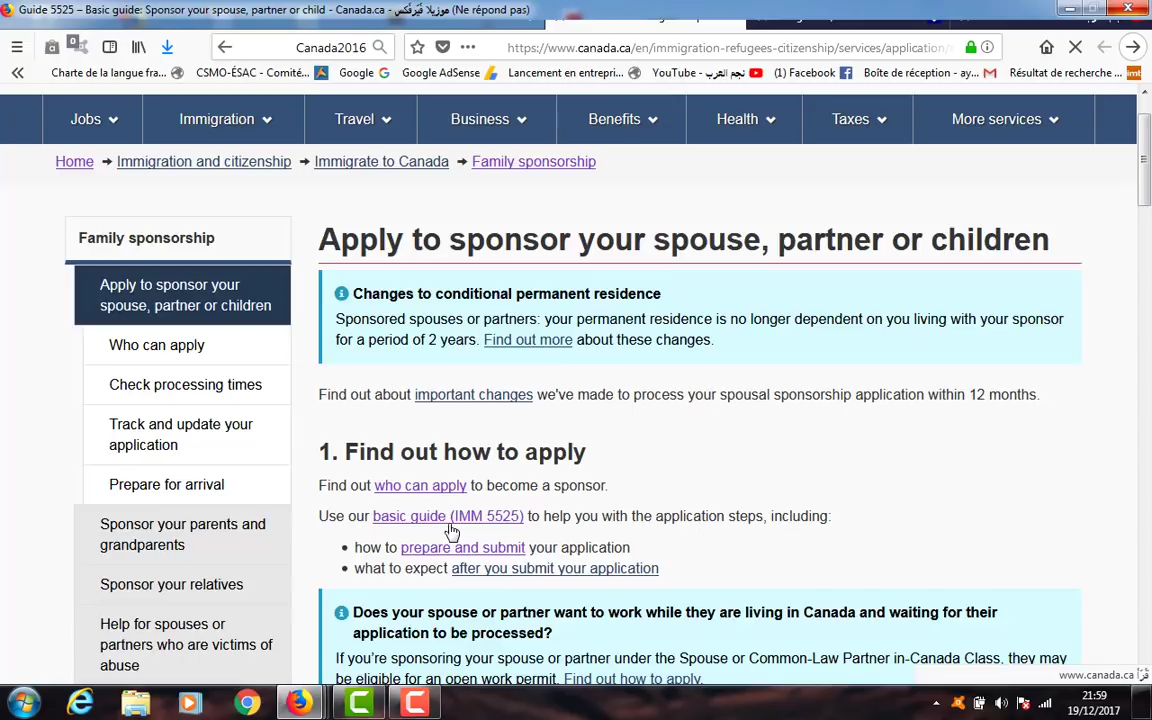 Guide 5525 – Basic guide: Sponsor your spouse, partner or child - Canada.ca - موزيلا فَيَرفُكس (Ne répond pas)
Canada2016
https://www.canada.ca/en/immigration-refugees-citizenship/services/application/
Charte de la langue fra...
CSMO-ÉSAC - Comité...
Google
Google AdSense
Lancement en entrepri...
YouTube - نجم العرب
(1) Facebook
Boîte de réception - ay...
Résultat de recherche ...
imt
Jobs
Immigration
Travel
Business
Benefits
Health
Taxes
More services
Home → Immigration and citizenship → Immigrate to Canada → Family sponsorship
Family sponsorship
Apply to sponsor your
spouse, partner or children
Who can apply
Check processing times
Track and update your
application
Prepare for arrival
Sponsor your parents and
grandparents
Sponsor your relatives
Help for spouses or
partners who are victims of
abuse
Apply to sponsor your spouse, partner or children
Changes to conditional permanent residence
Sponsored spouses or partners: your permanent residence is no longer dependent on you living with your sponsor
for a period of 2 years. Find out more about these changes.
Find out about important changes we've made to process your spousal sponsorship application within 12 months.
1. Find out how to apply
Find out who can apply to become a sponsor.
Use our basic guide (IMM 5525) to help you with the application steps, including:
• how to prepare and submit your application
• what to expect after you submit your application
Does your spouse or partner want to work while they are living in Canada and waiting for their
application to be processed?
If you're sponsoring your spouse or partner under the Spouse or Common-Law Partner in-Canada Class, they may
be eligible for an open work permit. Find out how to apply.
21:59
19/12/2017